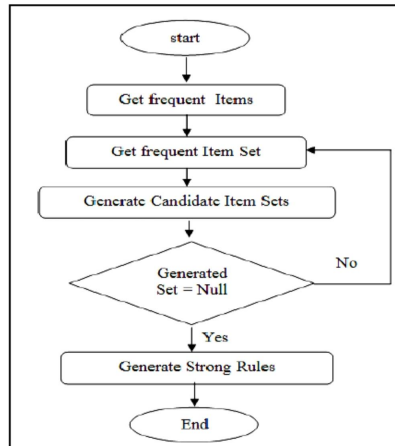 start
Get frequent Items
Get frequent Item Set
Generate Candidate Item Sets
Generated
Set = Null
No
Yes
Generate Strong Rules
End